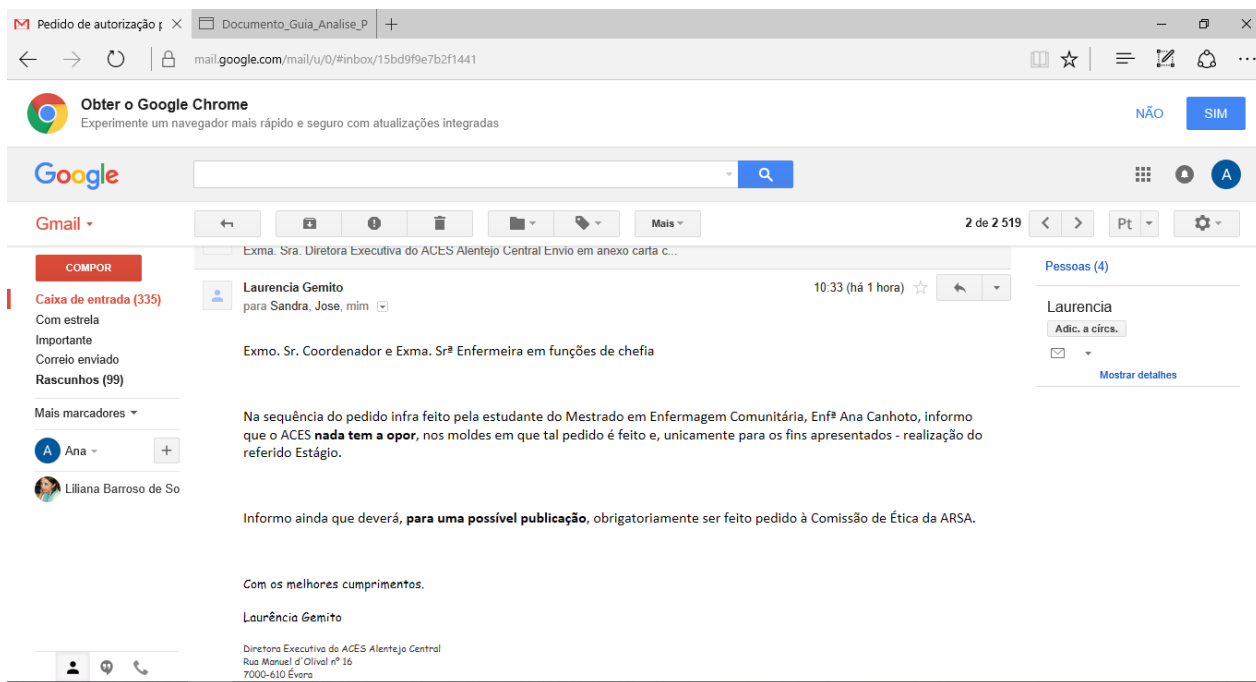 Pedido de autorização p
Documento_Guia_Analise_P
mail.google.com/mail/u/0/#inbox/15bd9f9e7b2f1441
Obter o Google Chrome
Experimente um navegador mais rápido e seguro com atualizações integradas
NÃO
SIM
Google
A
Gmail
Mais
2 de 2 519
Pt
COMPOR
Caixa de entrada (335)
Com estrela
Importante
Correio enviado
Rascunhos (99)
Mais marcadores
A Ana
Liliana Barroso de So
Exma. Sra. Diretora Executiva do ACES Alentejo Central Envio em anexo carta c...
Laurencia Gemito
10:33 (há 1 hora)
para Sandra, Jose, mim
Exmo. Sr. Coordenador e Exma. Srª Enfermeira em funções de chefia
Na sequência do pedido infra feito pela estudante do Mestrado em Enfermagem Comunitária, Enfª Ana Canhoto, informo
que o ACES nada tem a opor, nos moldes em que tal pedido é feito e, unicamente para os fins apresentados - realização do
referido Estágio.
Informo ainda que deverá, para uma possível publicação, obrigatoriamente ser feito pedido à Comissão de Ética da ARSA.
Com os melhores cumprimentos.
Laurência Gemito
Diretora Executiva do ACES Alentejo Central
Rua Manuel d'Olival nº 16
7000-610 Évora
Pessoas (4)
Laurencia
Adic. a círcs.
Mostrar detalhes